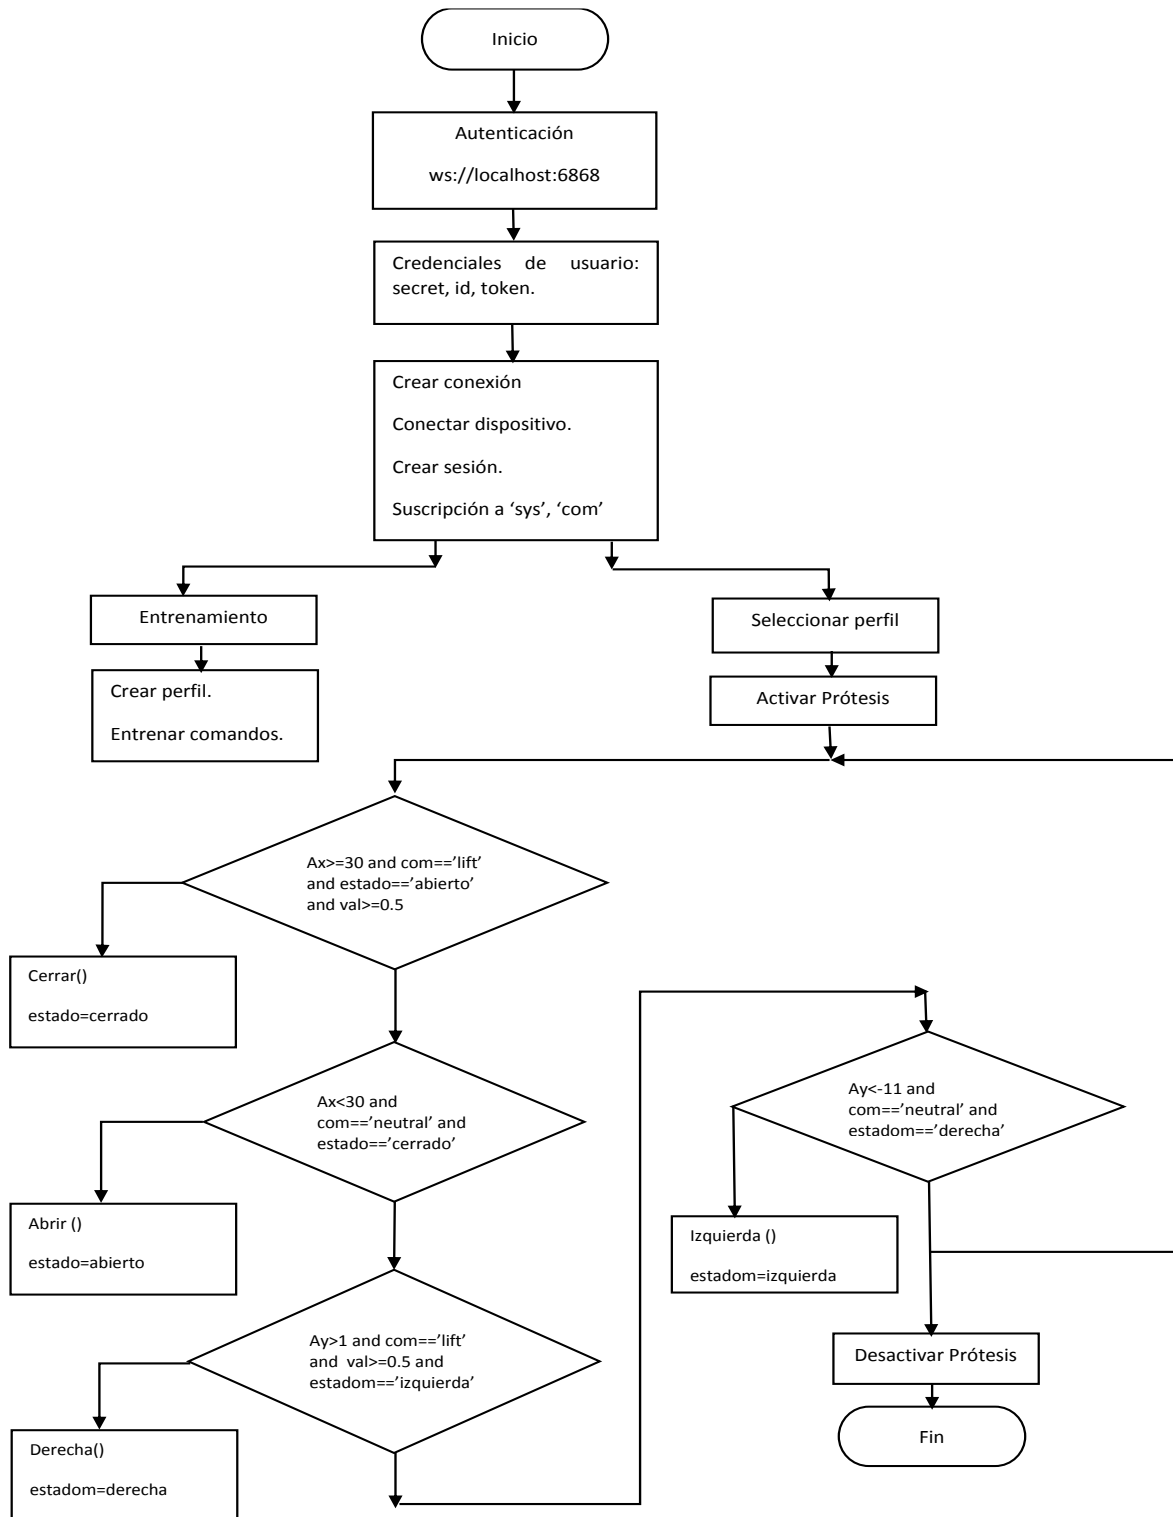 Inicio
Autenticación
ws://localhost:6868
Credenciales de usuario:
secret, id, token.
Crear conexión
Conectar dispositivo.
Crear sesión.
Suscripción a ‘sys’, ‘com’
Entrenamiento
Crear perfil.
Entrenar comandos.
Seleccionar perfil
Activar Prótesis
Ax>=30 and com==’lift’
and estado==’abierto’
and val>=0.5
Cerrar()
estado=cerrado
Ax<30 and
com==’neutral’ and
estado==’cerrado’
Abrir ()
estado=abierto
Ay>1 and com==’lift’
and val>=0.5 and
estadom==’izquierda’
Derecha()
estadom=derecha
Ay<-11 and
com==’neutral’ and
estadom==’derecha’
Izquierda ()
estadom=izquierda
Desactivar Prótesis
Fin